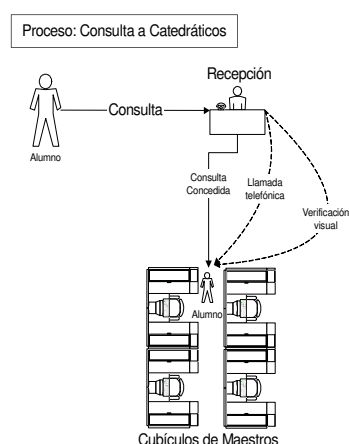 Proceso: Consulta a Catedráticos
Recepción
Consulta
Alumno
Consulta
Concedida
Llamada
telefónica
Verificación
visual
Alumno
Cubículos de Maestros